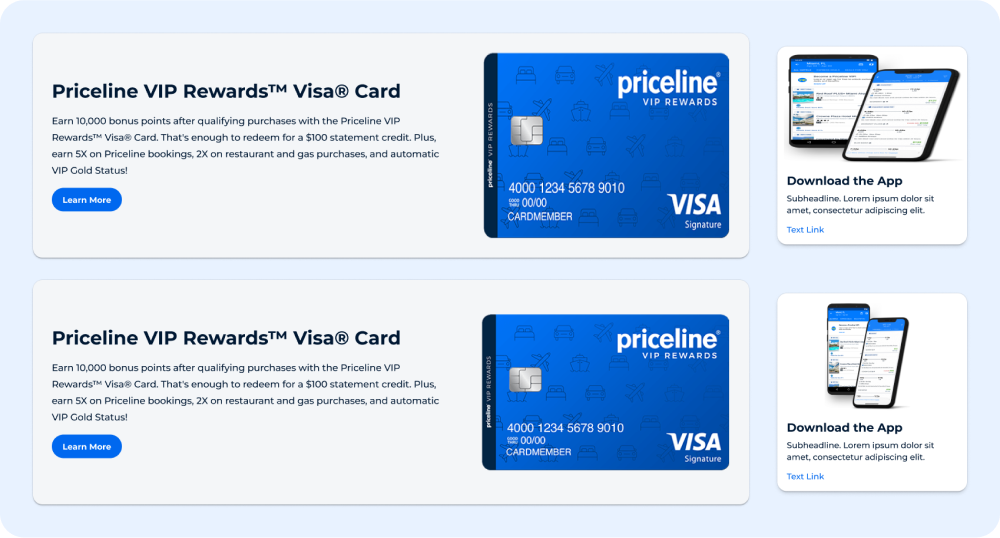 Priceline VIP Rewards™ Visa® Card
Earn 10,000 bonus points after qualifying purchases with the Priceline VIP
Rewards™ Visa® Card. That's enough to redeem for a $100 statement credit. Plus,
earn 5X on Priceline bookings, 2X on restaurant and gas purchases, and automatic
VIP Gold Status!
Learn More
priceline VIP REWARDS
priceline®
VIP REWARDS
4000 1234 5678 9010
GOOD
THRU 00/00
CARDMEMBER
VISA
Signature
Download the App
Subheadline. Lorem ipsum dolor sit
amet, consectetur adipiscing elit.
Text Link
Priceline VIP Rewards™ Visa® Card
Earn 10,000 bonus points after qualifying purchases with the Priceline VIP
Rewards™ Visa® Card. That's enough to redeem for a $100 statement credit. Plus,
earn 5X on Priceline bookings, 2X on restaurant and gas purchases, and automatic
VIP Gold Status!
Learn More
priceline VIP REWARDS
priceline®
VIP REWARDS
4000 1234 5678 9010
GOOD
THRU 00/00
CARDMEMBER
VISA
Signature
Download the App
Subheadline. Lorem ipsum dolor sit
amet, consectetur adipiscing elit.
Text Link